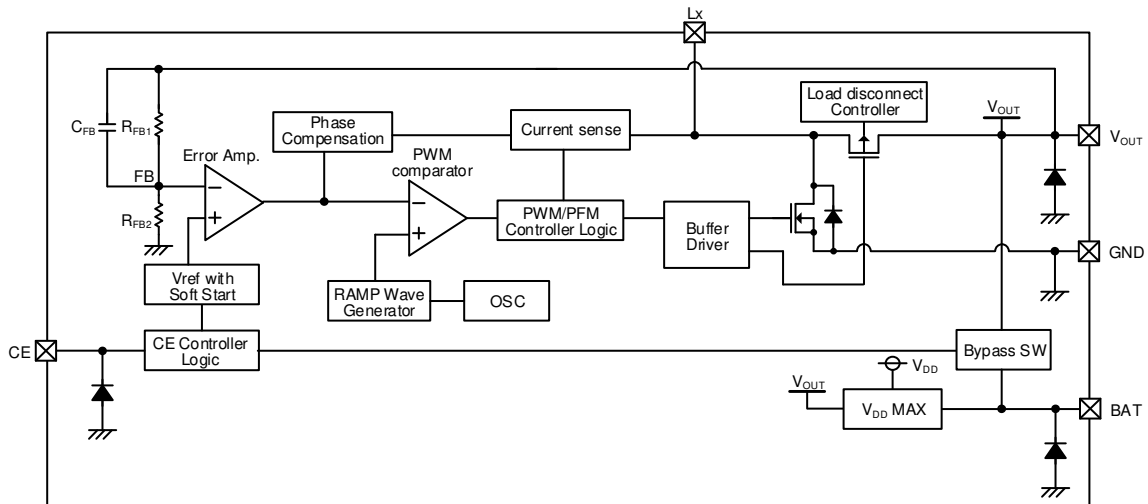 Lx
Load disconnect
Controller
VOUT
VOUT
CFB
RFB1
Phase
Compensation
Current sense
Error Amp.
PWM
comparator
FB
RFB2
PWM/PFM
Controller Logic
Buffer
Driver
GND
Vref with
Soft Start
RAMP Wave
Generator
OSC
CE
CE Controller
Logic
Bypass SW
VDD
VOUT
VDD MAX
BAT